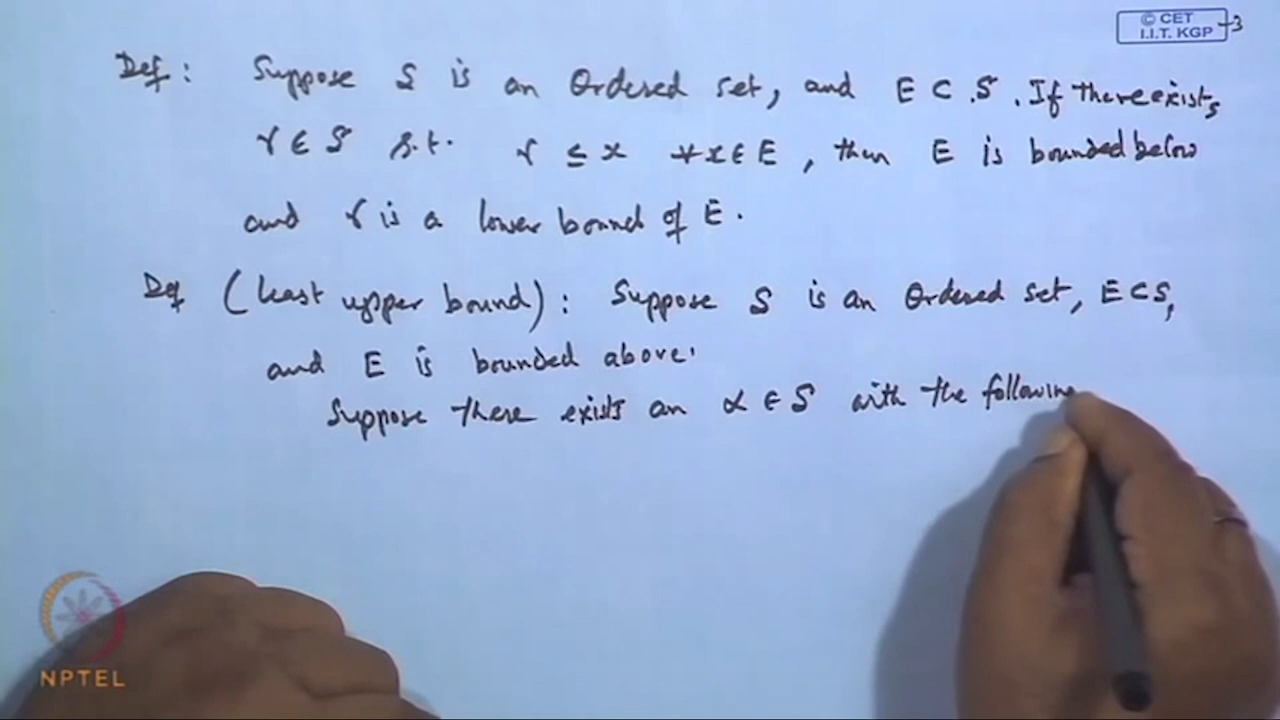 © CET
I.I.T. KGP -3
Def: Suppose S is an Ordered set, and E ⊂ S. If there exists
γ ∈ S s.t. γ ≤ x ∀ x ∈ E, then E is bounded below
and γ is a lower bound of E.
Def (least upper bound): Suppose S is an Ordered set, E ⊂ S,
and E is bounded above.
Suppose there exists an α ∈ S with the following
NPTEL